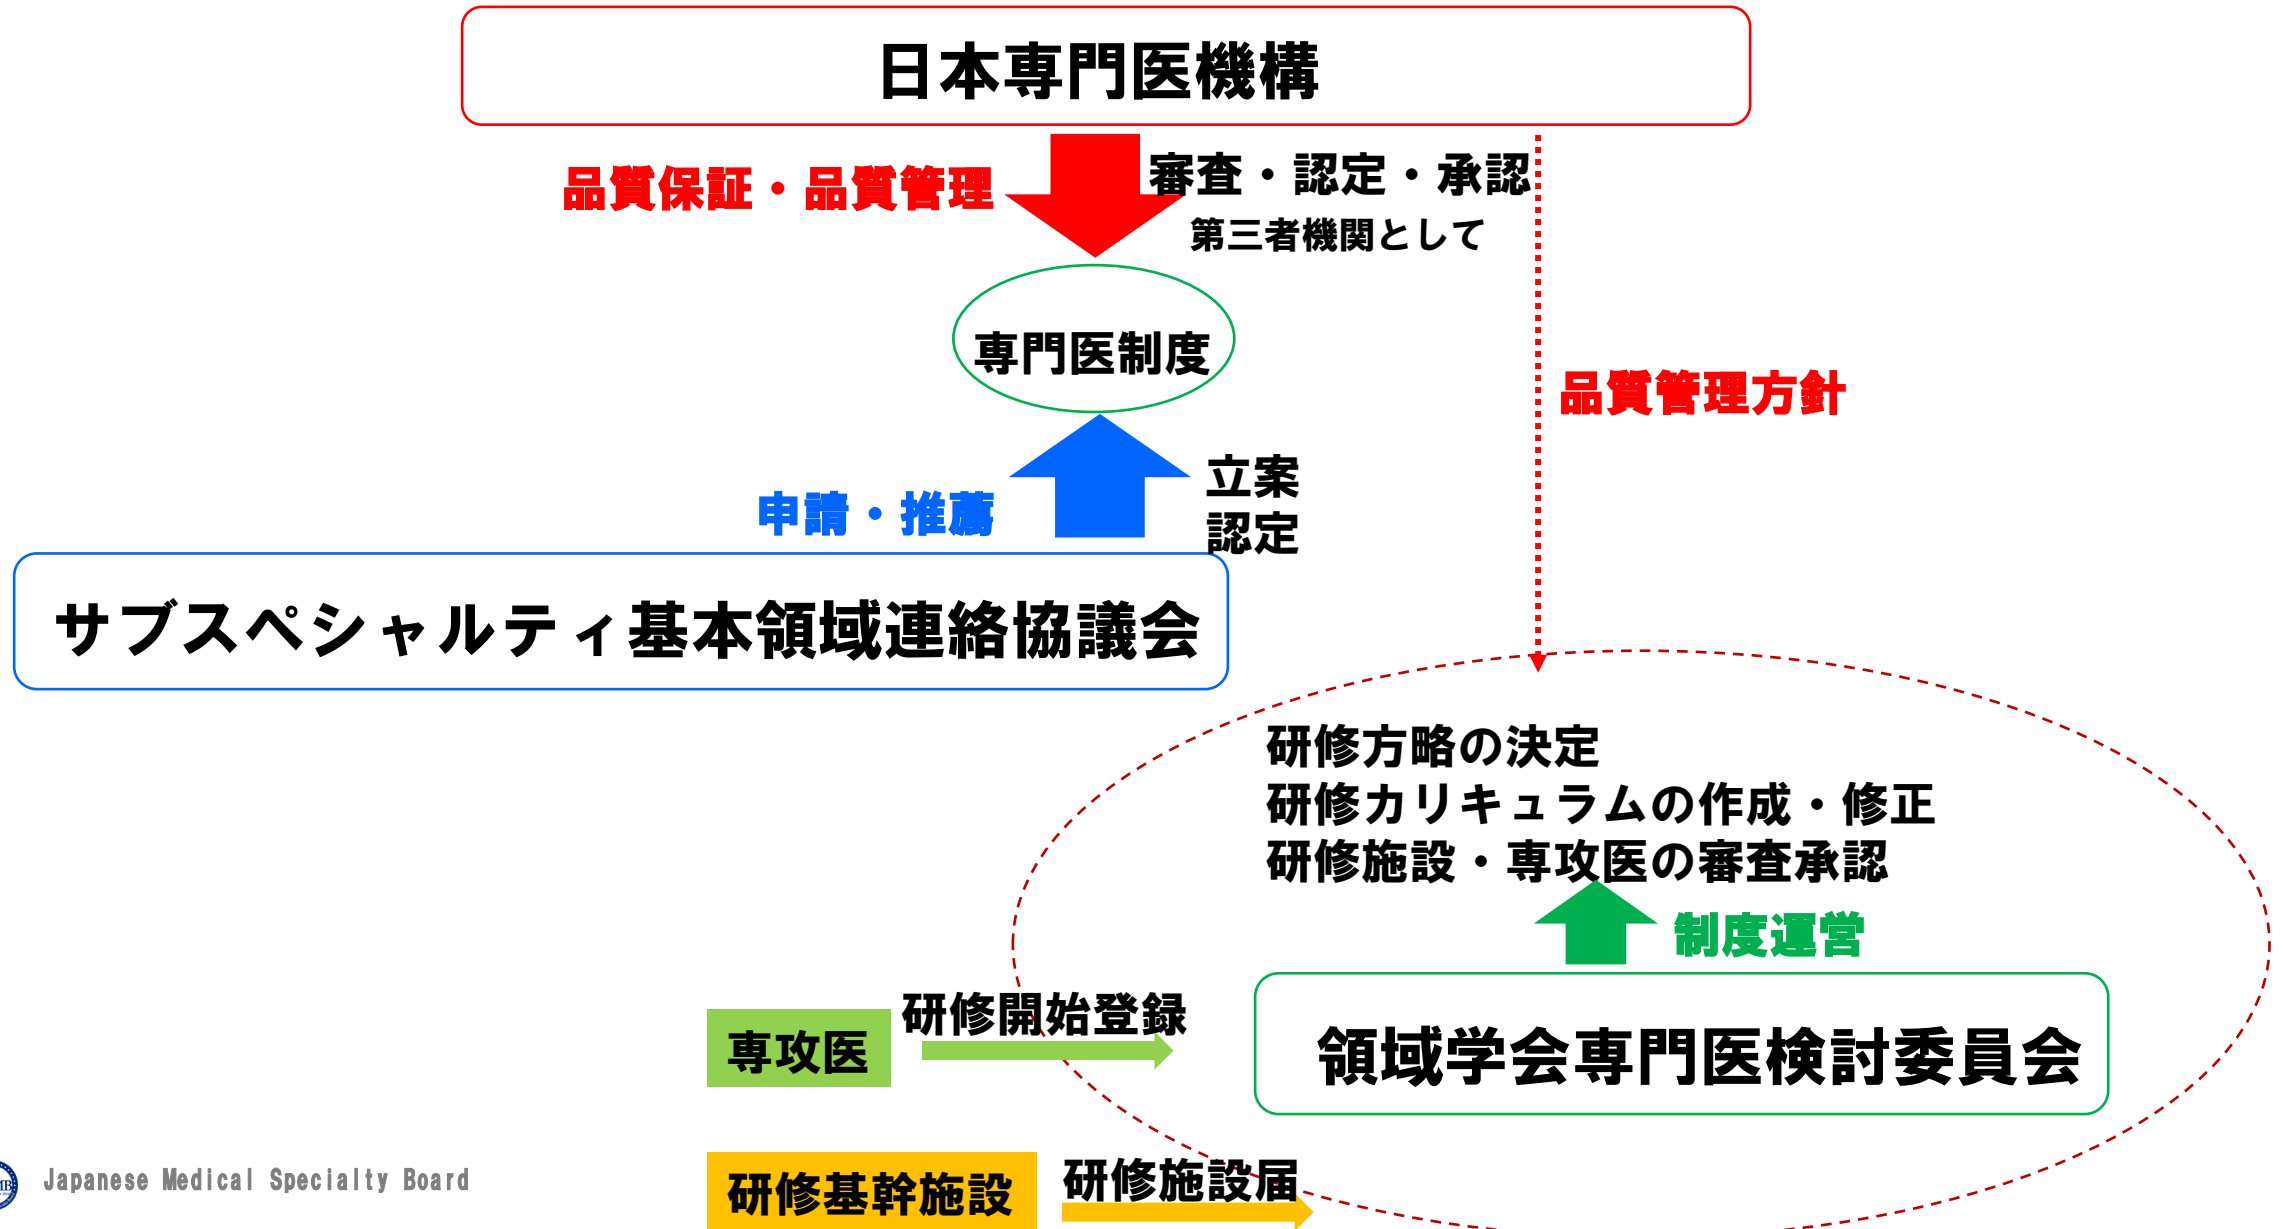 日本専門医機構
品質保証・品質管理
審査・認定・承認
第三者機関として
専門医制度
品質管理方針
申請・推薦
立案
認定
サブスペシャルティ基本領域連絡協議会
研修方略の決定
研修カリキュラムの作成・修正
研修施設・専攻医の審査承認
制度運営
専攻医
研修開始登録
領域学会専門医検討委員会
研修基幹施設
研修施設届
Japanese Medical Specialty Board